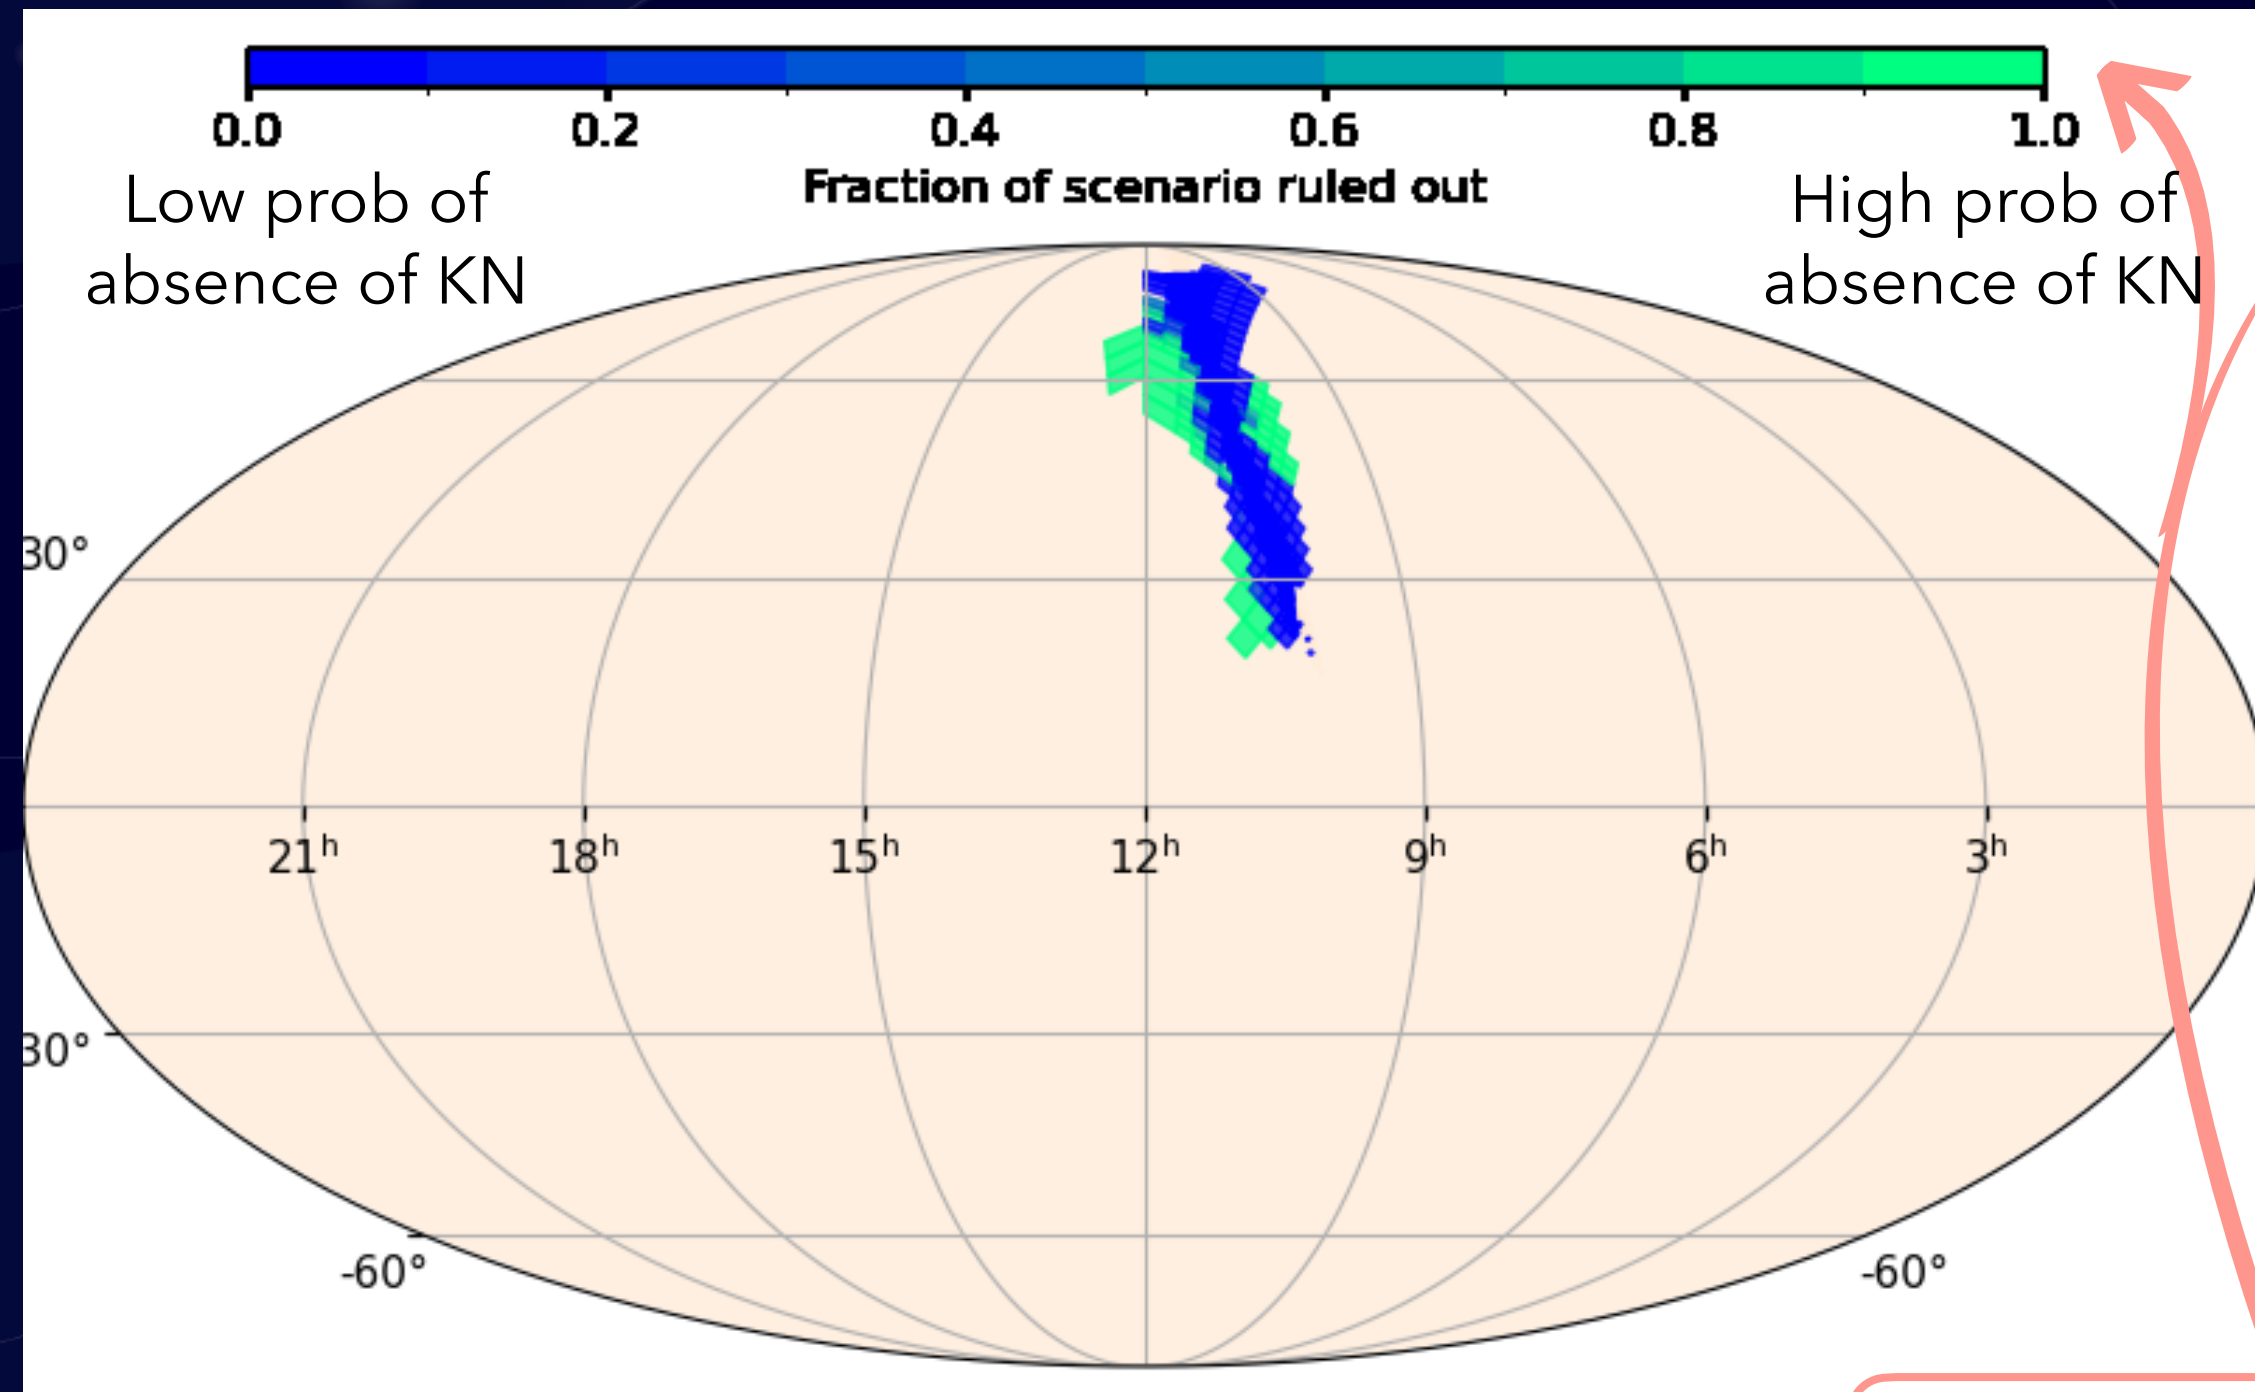 0.0 0.2 0.4 0.6 0.8 1.0
Fraction of scenario ruled out
Low prob of
absence of KN
High prob of
absence of KN
30°
21h 18h 15h 12h 9h 6h 3h
30°
-60° -60°